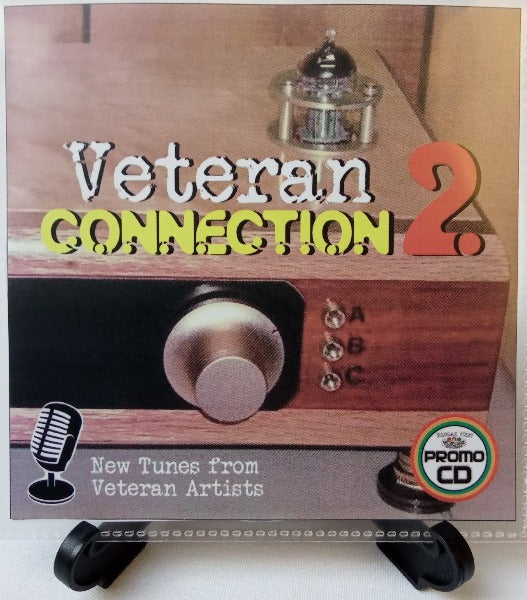 Veteran
CONNECTION 2
A
B
C
New Tunes from
Veteran Artists
PROMO
CD